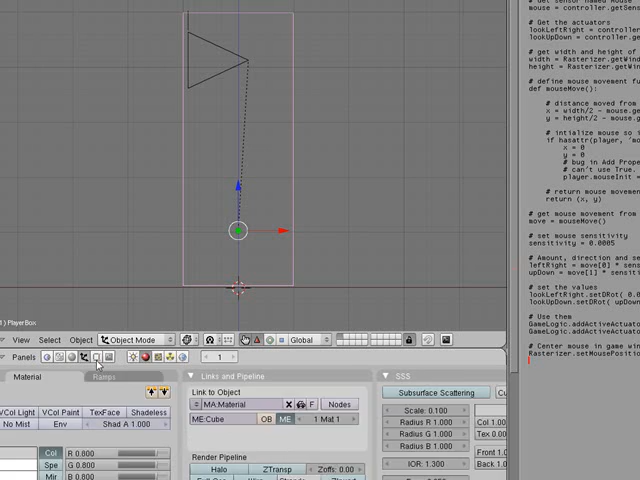 # Get sensor named Mouse
mouse = controller.getSens
# Get the actuators
lookLeftRight = controller
lookUpDown = controller.ge
# get width and height of
width = Rasterizer.getWind
height = Rasterizer.getWin
# define mouse movement fu
def mouseMove():
# distance moved from
x = width/2 - mouse.g
y = height/2 - mouse.
# intialize mouse so i
if hasattr(player, 'mo
x = 0
y = 0
# bug in Add Prope
# can't use True.
player.mouseInit =
# return mouse movemen
return (x, y)
# get mouse movement from
move = mouseMove()
# set mouse sensitivity
sensitivity = 0.0005
# Amount, direction and se
leftRight = move[0] * sens
upDown = move[1] * sensiti
# set the values
lookLeftRight.setDRot( 0.0
lookUpDown.setDRot(
# Use them
GameLogic.addActiveActuato
GameLogic.addActiveActuato
# Center mouse in game win
Rasterizer.setMousePositio
) PlayerBox
View Select Object Object Mode Global
Panels 1
Material Ramps
VCol Light VCol Paint TexFace Shadeless
No Mist Env Shad A 1.000
Col R 0.800
Spe G 0.800
Mir B 0.800
Links and Pipeline
Link to Object
MA:Material F Nodes
ME:Cube OB ME 1 Mat 1
Render Pipeline
Halo ZTransp Zoffs: 0.00
SSS
Subsurface Scattering
Scale: 0.100
Radius R 1.000 Col 1.00
Radius G 1.000 Tex 0.00
Radius B 1.000
Front 1.0
IOR: 1.300 Back 1.0